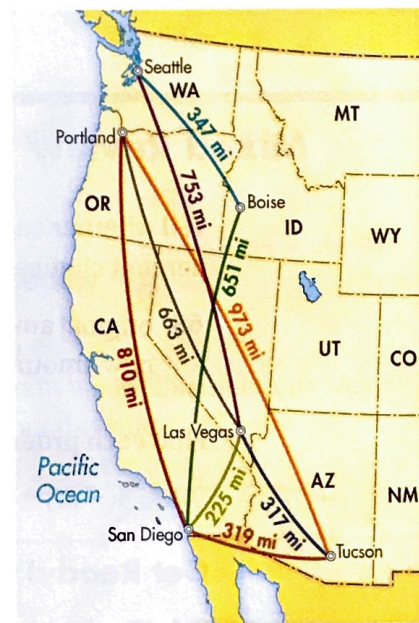 Seattle
WA
MT
347 mi
Portland
753 mi
OR
Boise
ID
WY
651 mi
973 mi
663 mi
CA
810 mi
UT
CO
Las Vegas
Pacific
Ocean
225 mi
AZ
NM
317 mi
San Diego
319 mi
Tucson